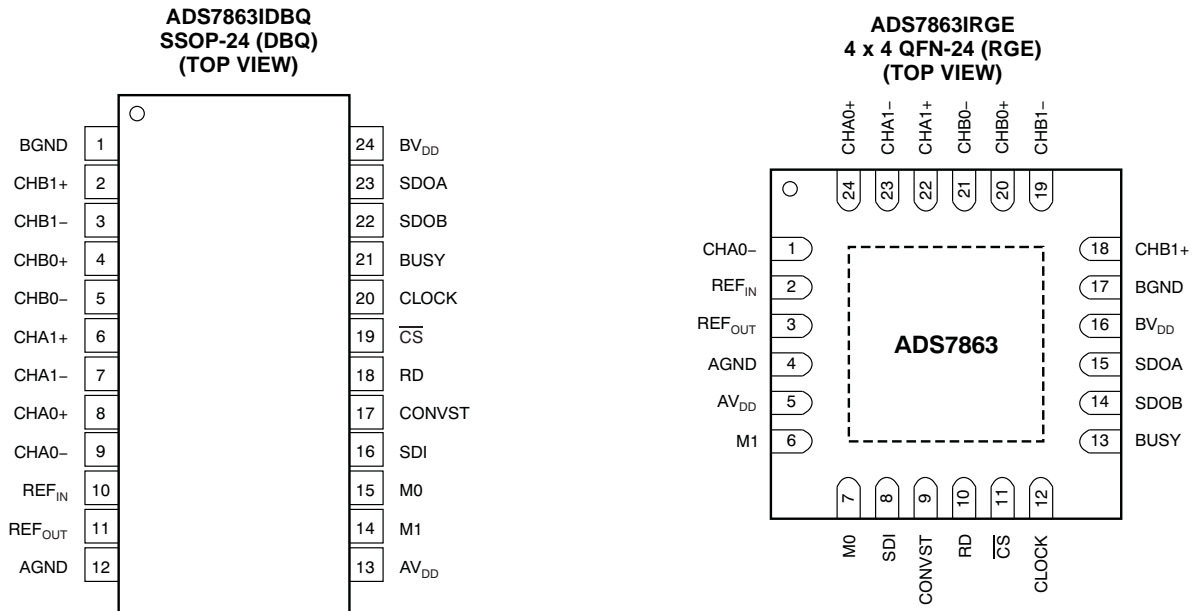 ADS7863IDBQ
SSOP-24 (DBQ)
(TOP VIEW)
BGND 1
CHB1+ 2
CHB1− 3
CHB0+ 4
CHB0− 5
CHA1+ 6
CHA1− 7
CHA0+ 8
CHA0− 9
REFIN 10
REFOUT 11
AGND 12
24 BVDD
23 SDOA
22 SDOB
21 BUSY
20 CLOCK
19 CS
18 RD
17 CONVST
16 SDI
15 M0
14 M1
13 AVDD
ADS7863IRGE
4 x 4 QFN-24 (RGE)
(TOP VIEW)
CHA0+ CHA1− CHA1+ CHB0− CHB0+ CHB1−
24 23 22 21 20 19
CHA0− 1
REFIN 2
REFOUT 3
AGND 4
AVDD 5
M1 6
ADS7863
18 CHB1+
17 BGND
16 BVDD
15 SDOA
14 SDOB
13 BUSY
7 8 9 10 11 12
M0 SDI CONVST RD CS CLOCK